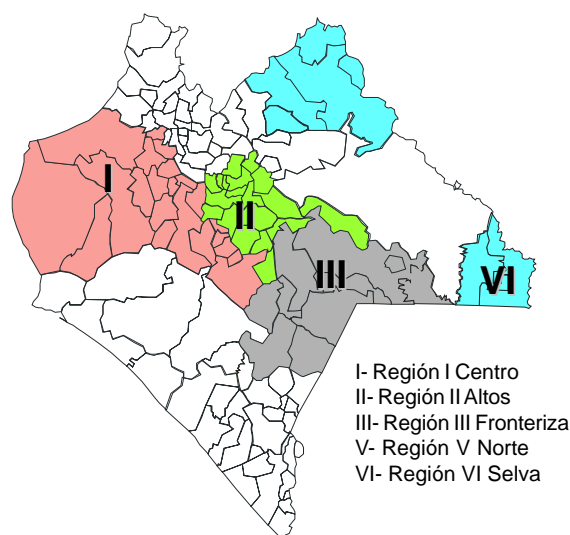 I
II
III
VI
I- Región I Centro
II- Región II Altos
III- Región III Fronteriza
V- Región V Norte
VI- Región VI Selva